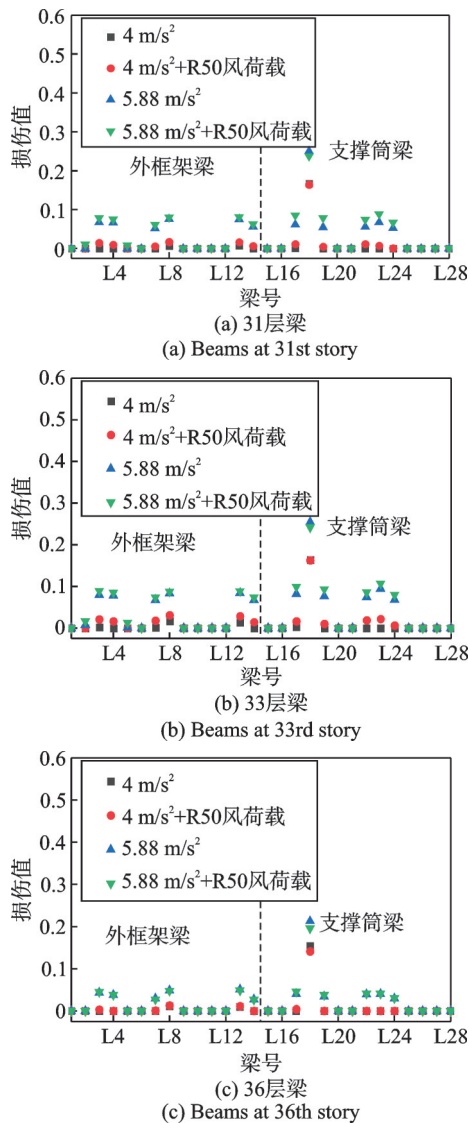 0.6
0.5
0.4
0.3
0.2
0.1
0
损伤值
4 m/s²
4 m/s²+R50风荷载
5.88 m/s²
5.88 m/s²+R50风荷载
外框架梁
支撑筒梁
L4 L8 L12 L16 L20 L24 L28
梁号
(a) 31层梁
(a) Beams at 31st story
0.6
0.5
0.4
0.3
0.2
0.1
0
损伤值
4 m/s²
4 m/s²+R50风荷载
5.88 m/s²
5.88 m/s²+R50风荷载
外框架梁
支撑筒梁
L4 L8 L12 L16 L20 L24 L28
梁号
(b) 33层梁
(b) Beams at 33rd story
0.6
0.5
0.4
0.3
0.2
0.1
0
损伤值
4 m/s²
4 m/s²+R50风荷载
5.88 m/s²
5.88 m/s²+R50风荷载
外框架梁
支撑筒梁
L4 L8 L12 L16 L20 L24 L28
梁号
(c) 36层梁
(c) Beams at 36th story